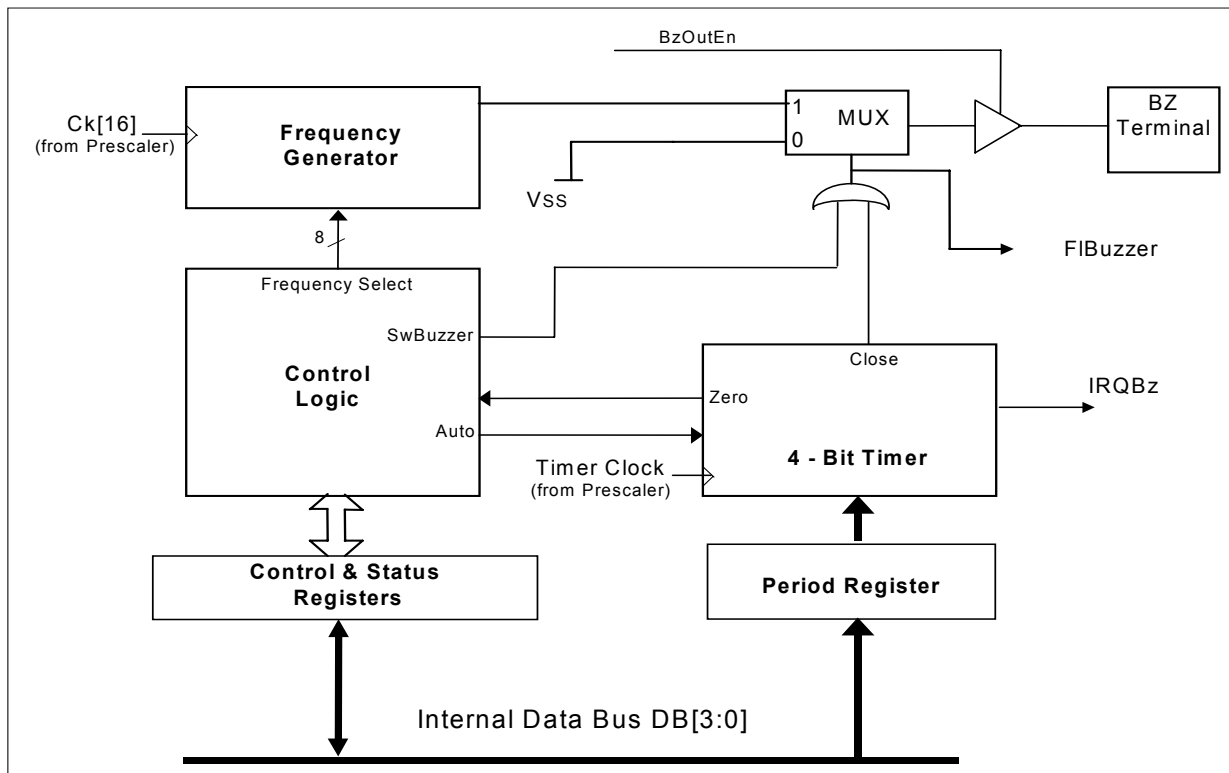 BzOutEn
Ck[16]
(from Prescaler)
Frequency
Generator
1
0
MUX
BZ
Terminal
VSS
8
FlBuzzer
Frequency Select
SwBuzzer
Control
Logic
Auto
Close
Zero
IRQBz
4 - Bit Timer
Timer Clock
(from Prescaler)
Control & Status
Registers
Period Register
Internal Data Bus DB[3:0]